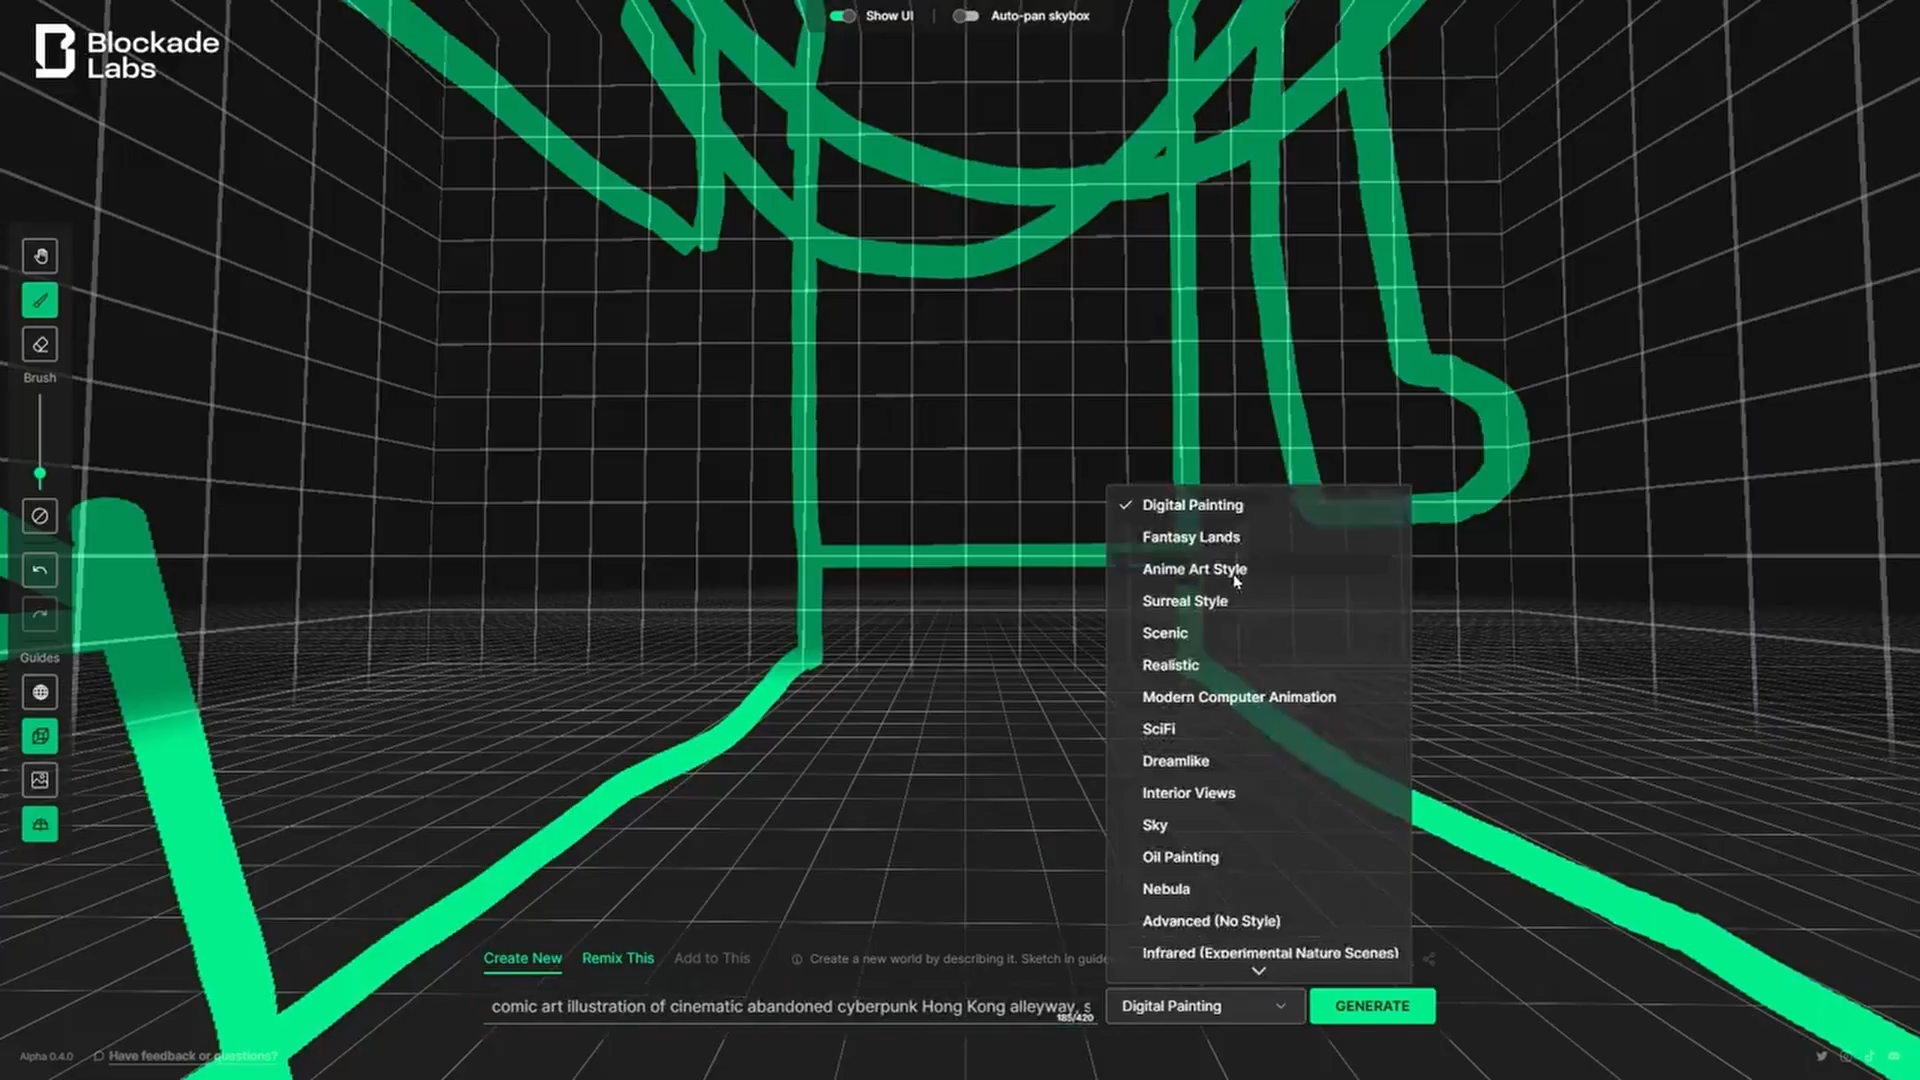 Show UI
Auto-pan skybox
Blockade
Labs
Brush
Guides
Digital Painting
Fantasy Lands
Anime Art Style
Surreal Style
Scenic
Realistic
Modern Computer Animation
SciFi
Dreamlike
Interior Views
Sky
Oil Painting
Nebula
Advanced (No Style)
Infrared (Experimental Nature Scenes)
Create New
Remix This
Add to This
Create a new world by describing it. Sketch in guide
comic art illustration of cinematic abandoned cyberpunk Hong Kong alleyway, s
185/420
Digital Painting
GENERATE
Alpha 0.4.0
Have feedback or questions?